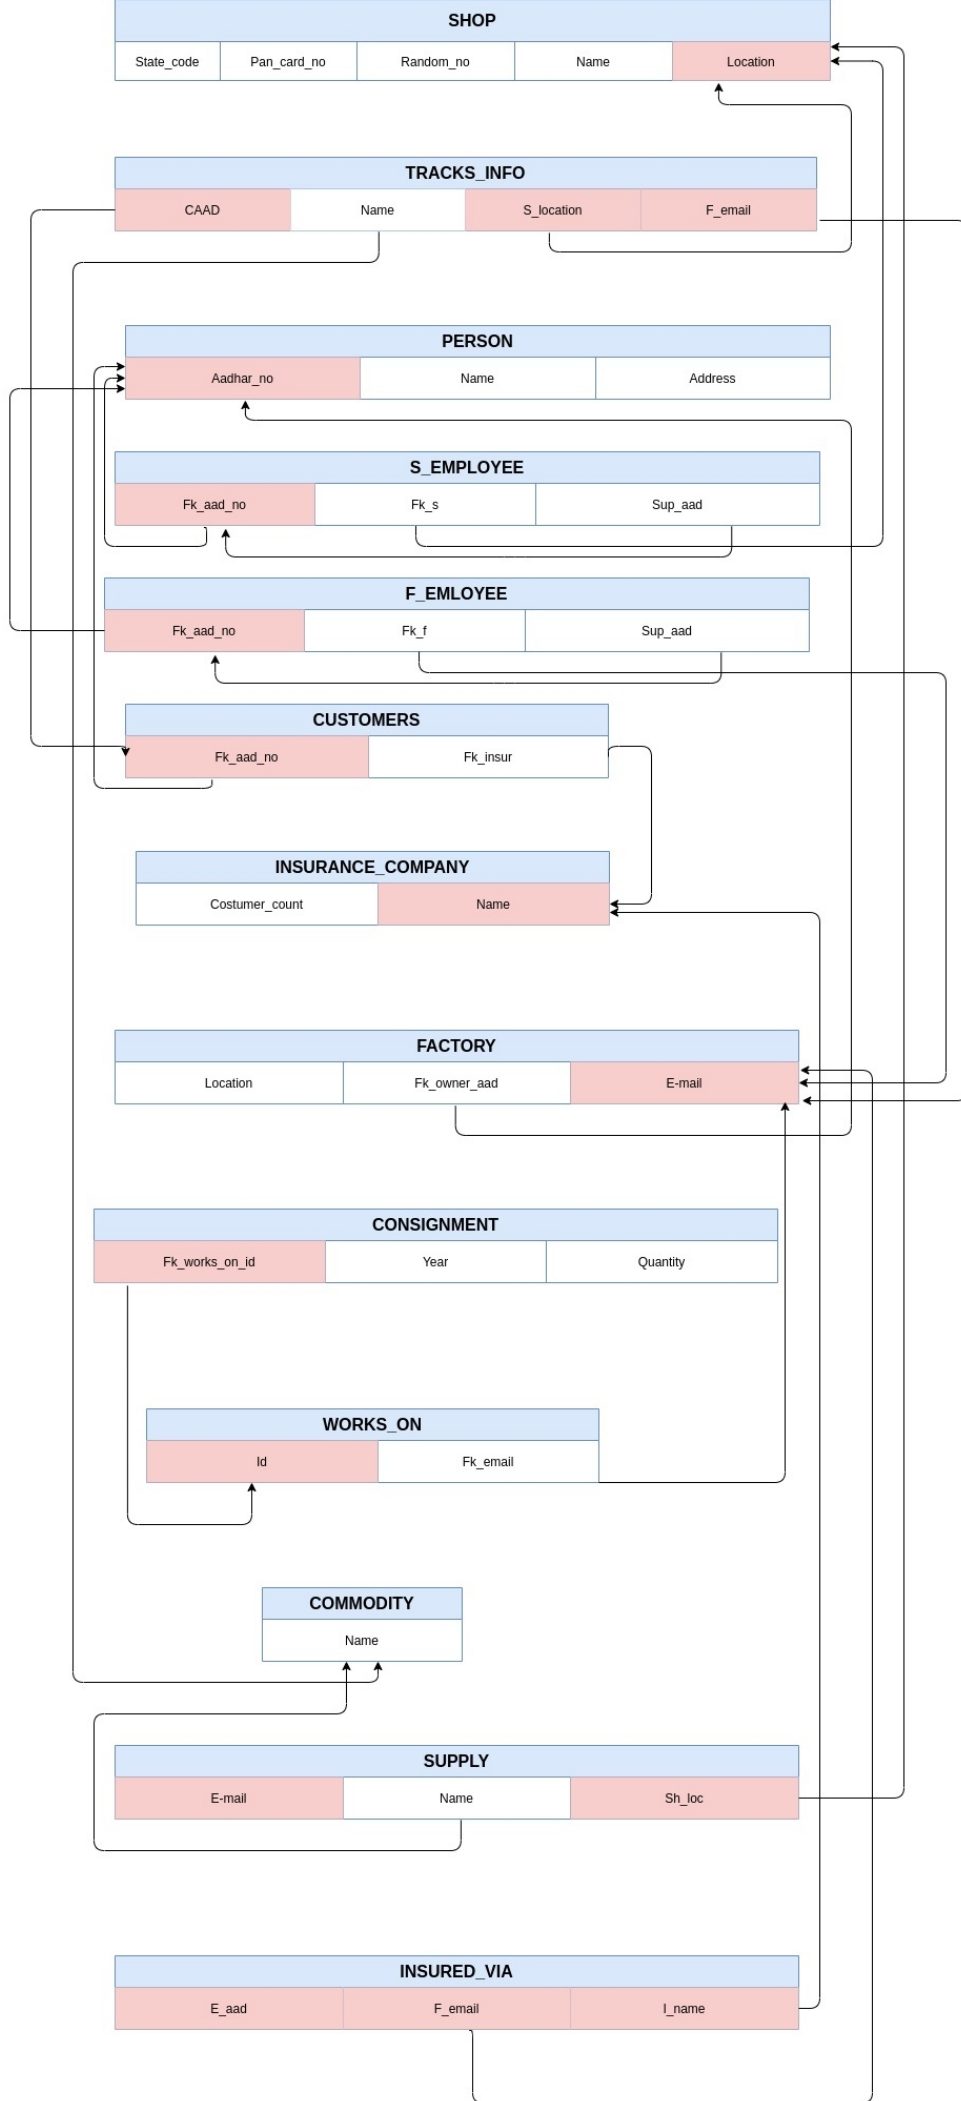 SHOP
State_code Pan_card_no Random_no Name Location
TRACKS_INFO
CAAD Name S_location F_email
PERSON
Aadhar_no Name Address
S_EMPLOYEE
Fk_aad_no Fk_s Sup_aad
F_EMLOYEE
Fk_aad_no Fk_f Sup_aad
CUSTOMERS
Fk_aad_no Fk_insur
INSURANCE_COMPANY
Costumer_count Name
FACTORY
Location Fk_owner_aad E-mail
CONSIGNMENT
Fk_works_on_id Year Quantity
WORKS_ON
Id Fk_email
COMMODITY
Name
SUPPLY
E-mail Name Sh_loc
INSURED_VIA
E_aad F_email I_name